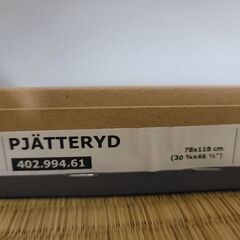 PJÄTTERYD
402.994.61
78x118 cm
(30 ¾x46 ½")